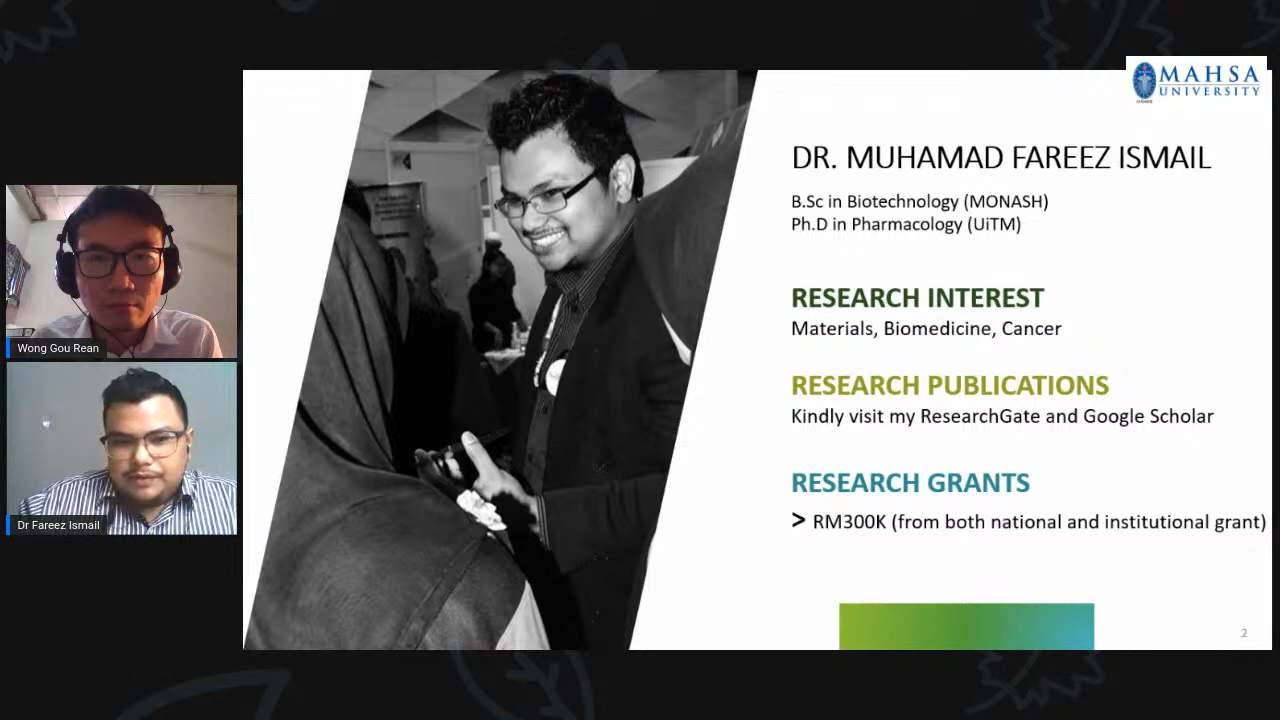 MAHSA
UNIVERSITY
DR. MUHAMAD FAREEZ ISMAIL
B.Sc in Biotechnology (MONASH)
Ph.D in Pharmacology (UiTM)
RESEARCH INTEREST
Materials, Biomedicine, Cancer
RESEARCH PUBLICATIONS
Kindly visit my ResearchGate and Google Scholar
RESEARCH GRANTS
> RM300K (from both national and institutional grant)
2
Wong Gou Rean
Dr Fareez Ismail